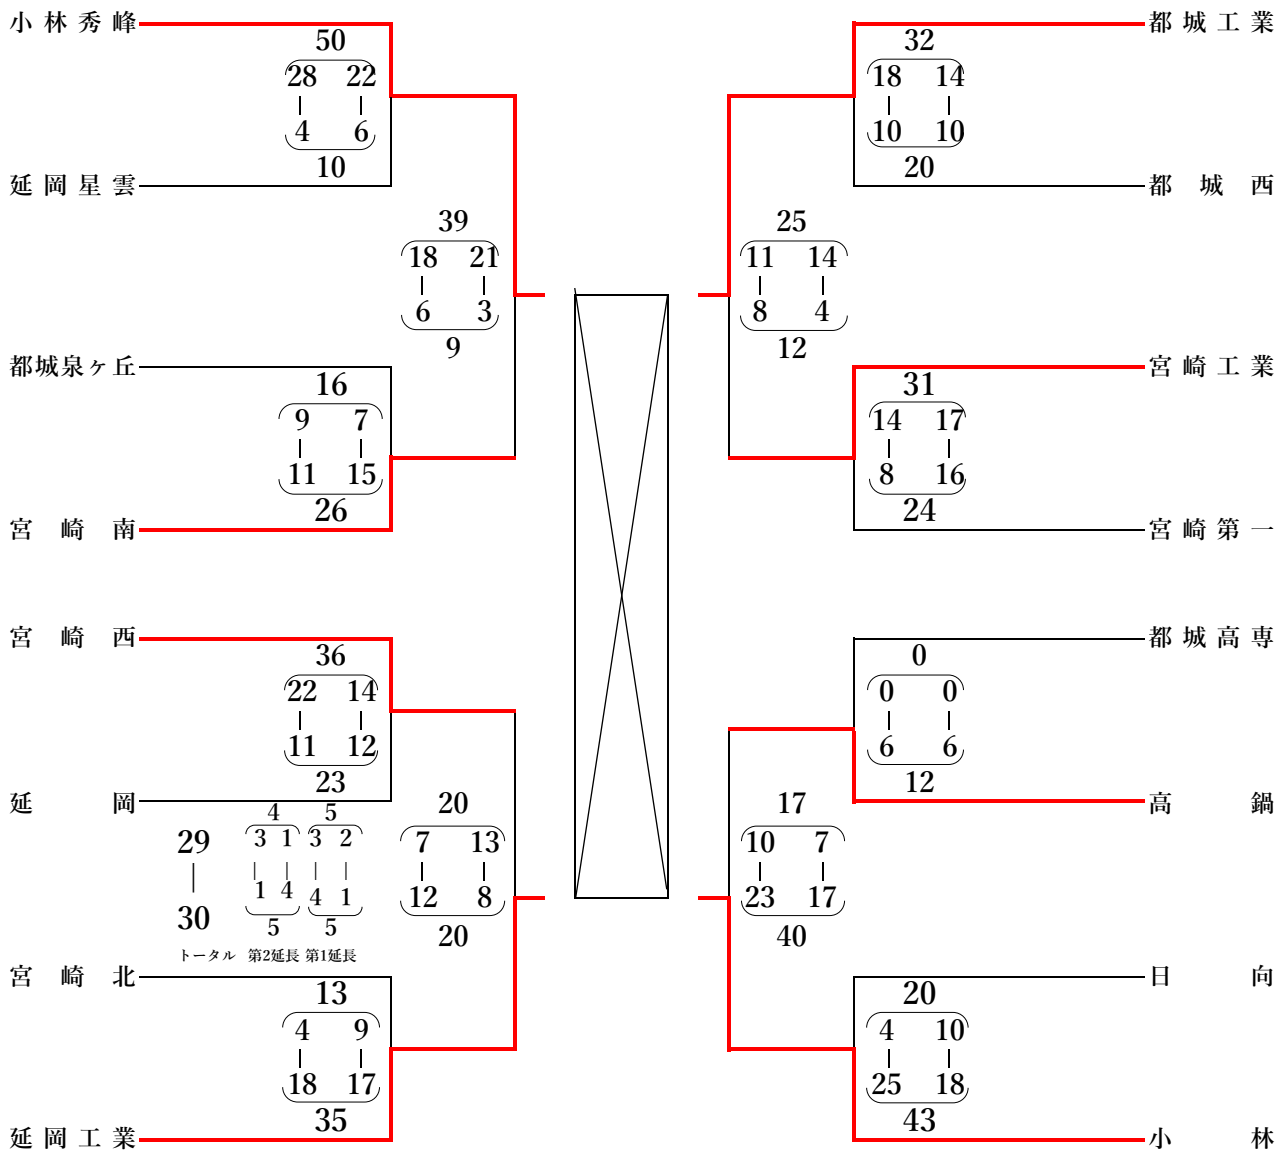 小林秀峰
50
28 22
4 6
10
延岡星雲
39
18 21
6 3
9
都城泉ヶ丘
16
9 7
11 15
26
宮崎南
宮崎西
36
22 14
11 12
23
延岡
20
7 13
12 8
20
4 5
3 1 3 2
1 4 4 1
5 5
29
30
トータル 第2延長 第1延長
宮崎北
13
4 9
18 17
35
延岡工業
都城工業
32
18 14
10 10
20
都城西
25
11 14
8 4
12
宮崎工業
31
14 17
8 16
24
宮崎第一
都城高専
0
0 0
6 6
12
高鍋
17
10 7
23 17
40
日向
20
4 10
25 18
43
小林